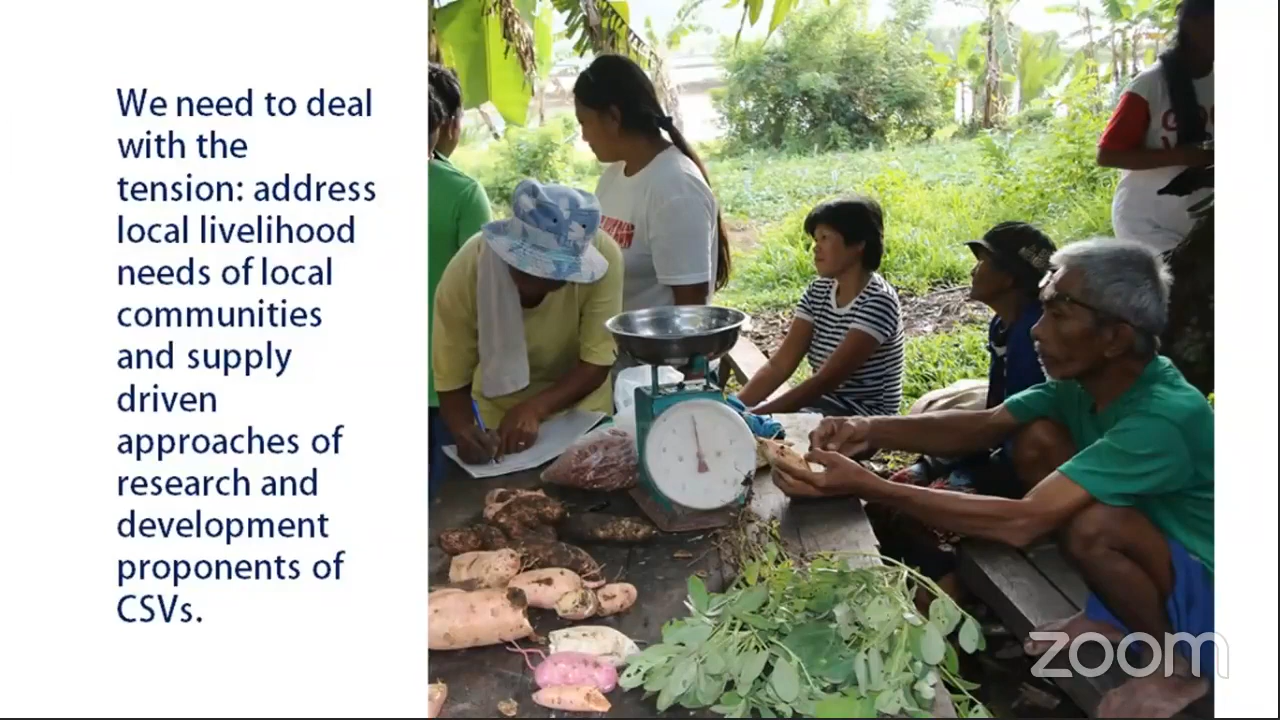 We need to deal
with the
tension: address
local livelihood
needs of local
communities
and supply
driven
approaches of
research and
development
proponents of
CSVs.
zoom